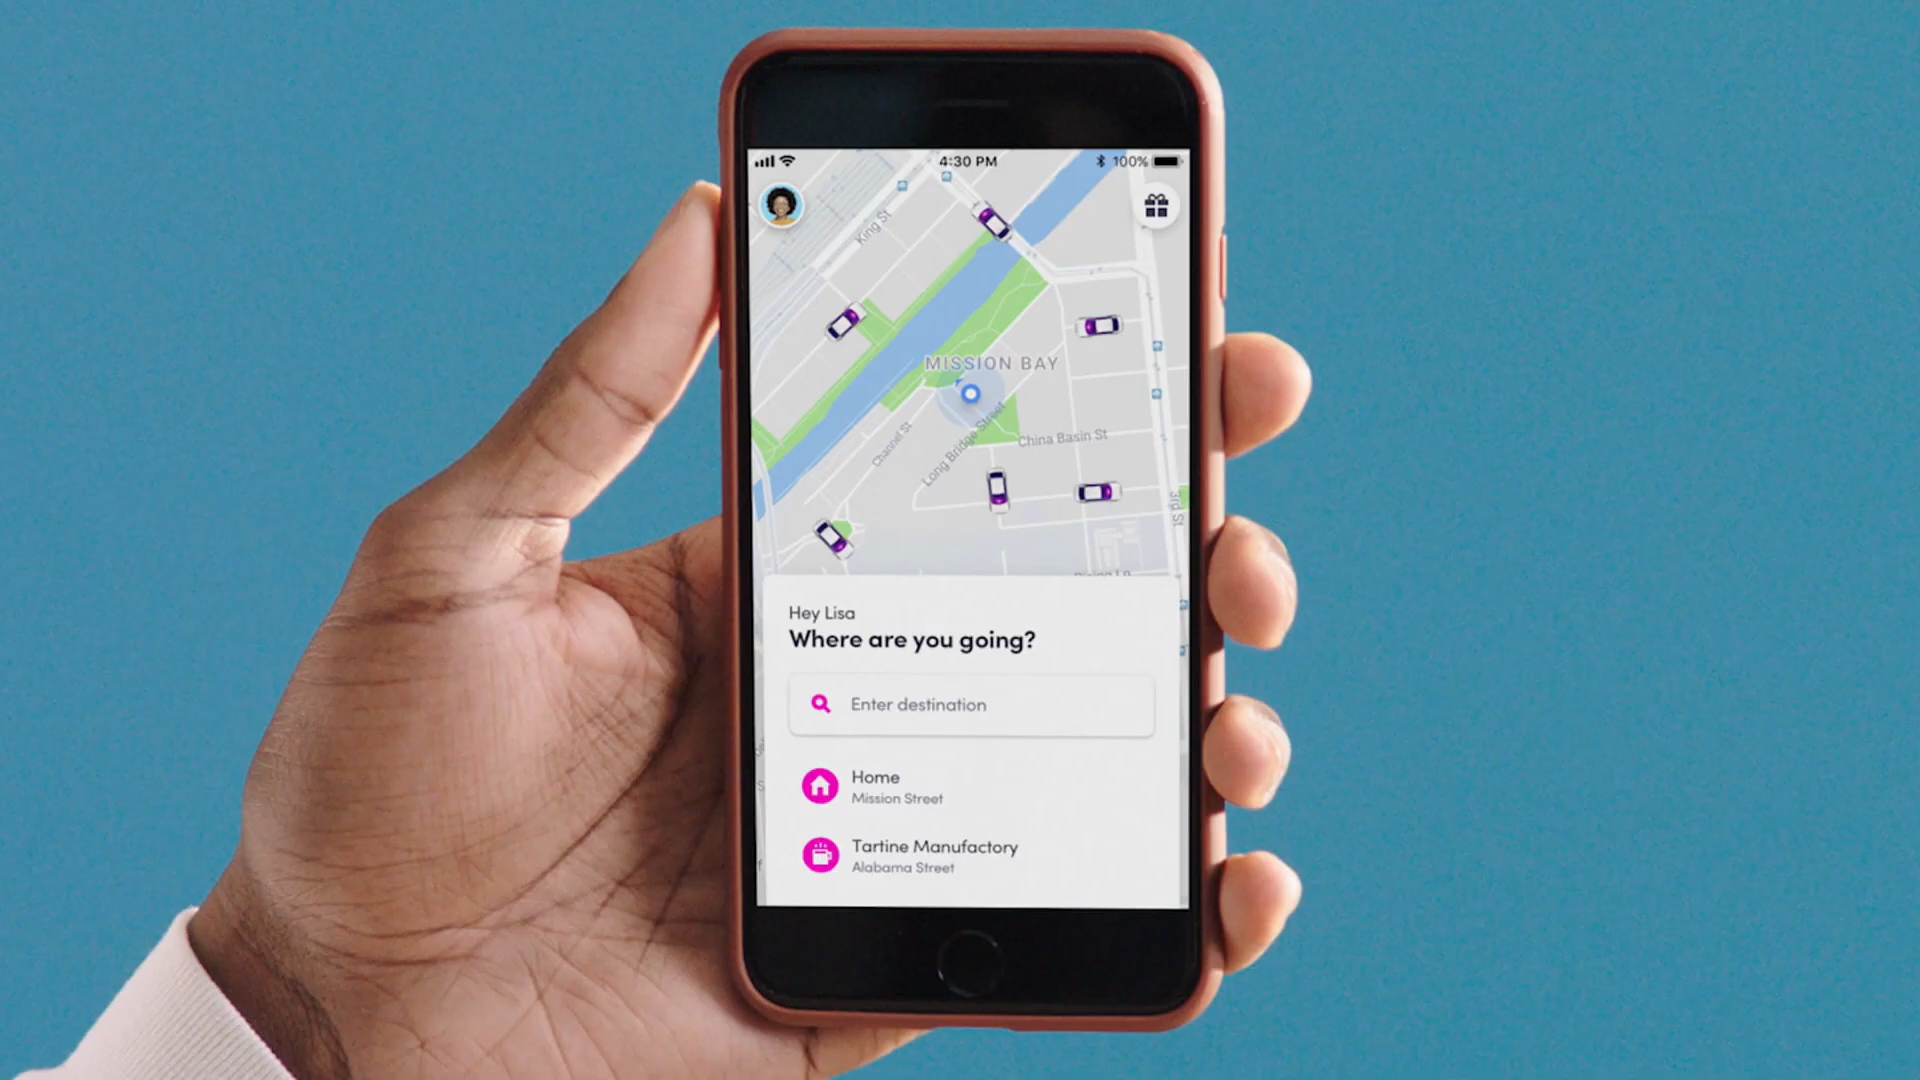 4:30 PM
100%
King St
MISSION BAY
Channel St
Long Bridge Street
China Basin St
3rd St
Hey Lisa
Where are you going?
Enter destination
Home
Mission Street
Tartine Manufactory
Alabama Street